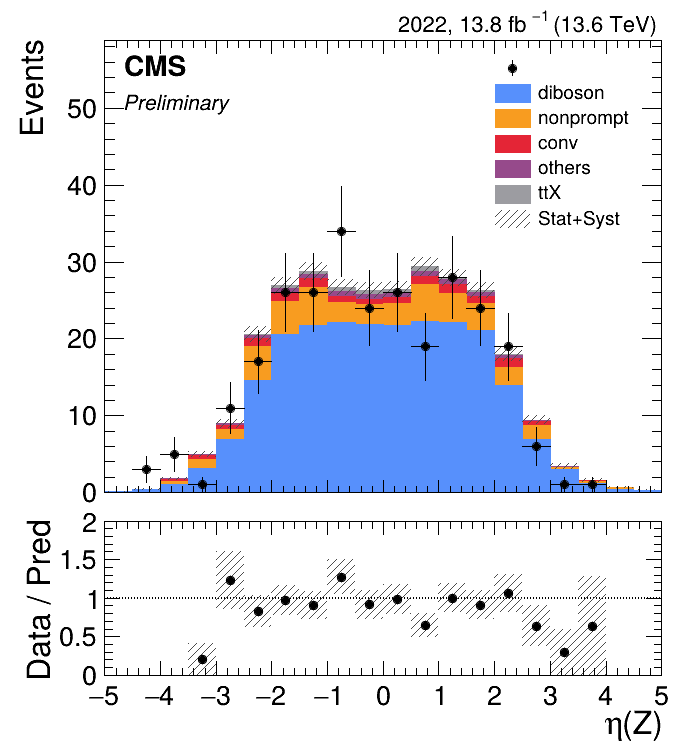 2022, 13.8 fb⁻¹ (13.6 TeV)
CMS
Preliminary
Events
diboson
nonprompt
conv
others
ttX
Stat+Syst
50
40
30
20
10
0
Data / Pred
2
1.5
1
0.5
0
−5 −4 −3 −2 −1 0 1 2 3 4 5
η(Z)